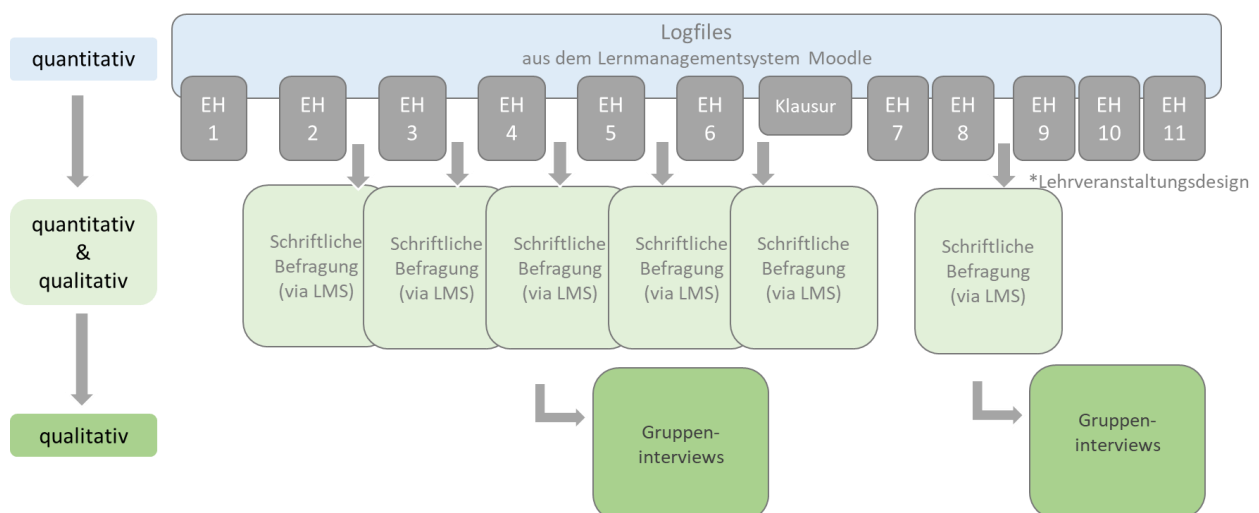 Logfiles
aus dem Lernmanagementsystem Moodle
quantitativ
EH
1
EH
2
EH
3
EH
4
EH
5
EH
6
Klausur
EH
7
EH
8
EH
9
EH
10
EH
11
*Lehrveranstaltungsdesign
quantitativ
&
qualitativ
Schriftliche
Befragung
(via LMS)
Schriftliche
Befragung
(via LMS)
Schriftliche
Befragung
(via LMS)
Schriftliche
Befragung
(via LMS)
Schriftliche
Befragung
(via LMS)
Schriftliche
Befragung
(via LMS)
qualitativ
Gruppen-
interviews
Gruppen-
interviews